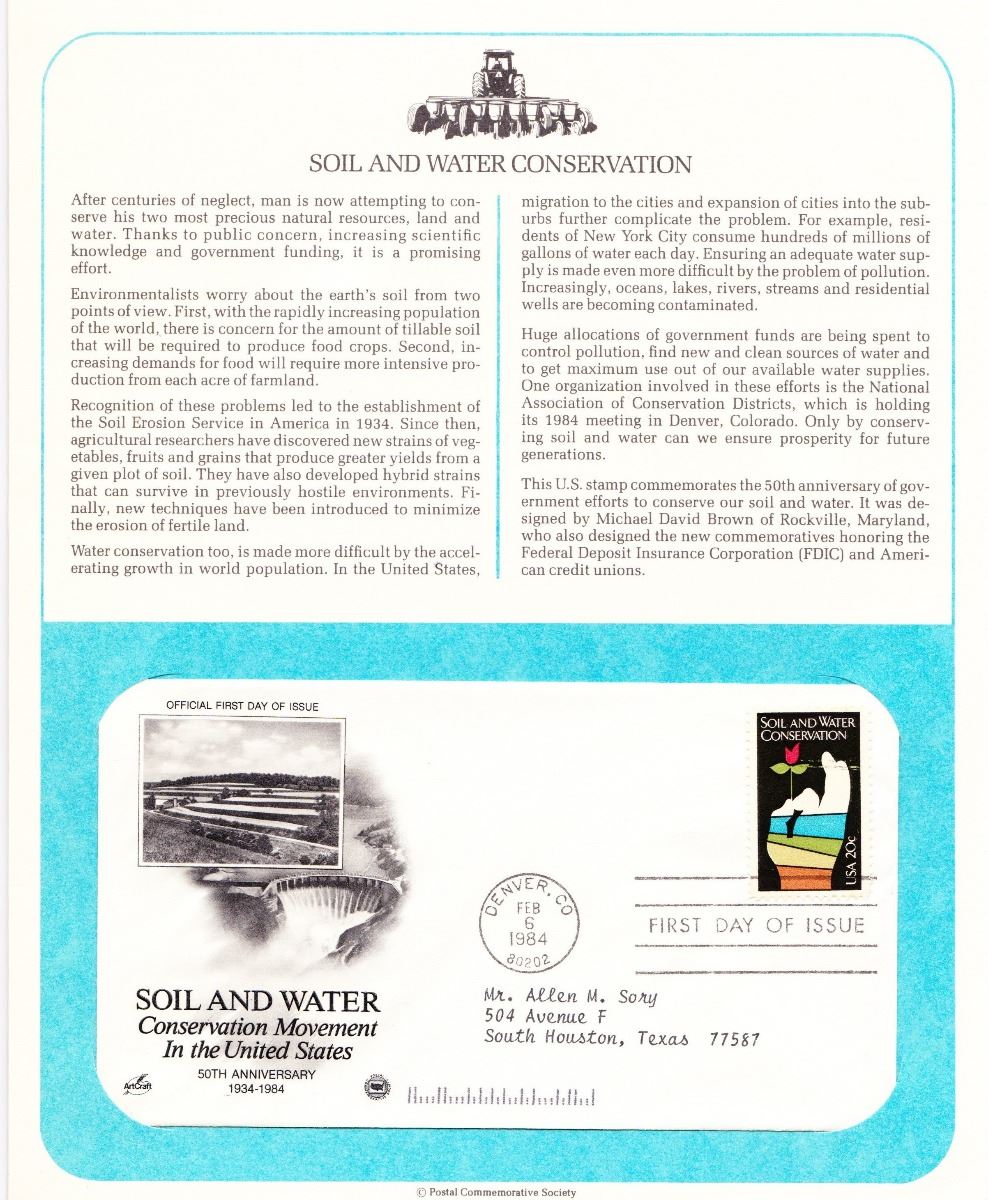 SOIL AND WATER CONSERVATION
After centuries of neglect, man is now attempting to con-
serve his two most precious natural resources, land and
water. Thanks to public concern, increasing scientific
knowledge and government funding, it is a promising
effort.
Environmentalists worry about the earth's soil from two
points of view. First, with the rapidly increasing population
of the world, there is concern for the amount of tillable soil
that will be required to produce food crops. Second, in-
creasing demands for food will require more intensive pro-
duction from each acre of farmland.
Recognition of these problems led to the establishment of
the Soil Erosion Service in America in 1934. Since then,
agricultural researchers have discovered new strains of veg-
etables, fruits and grains that produce greater yields from a
given plot of soil. They have also developed hybrid strains
that can survive in previously hostile environments. Fi-
nally, new techniques have been introduced to minimize
the erosion of fertile land.
Water conservation too, is made more difficult by the accel-
erating growth in world population. In the United States,
migration to the cities and expansion of cities into the sub-
urbs further complicate the problem. For example, resi-
dents of New York City consume hundreds of millions of
gallons of water each day. Ensuring an adequate water sup-
ply is made even more difficult by the problem of pollution.
Increasingly, oceans, lakes, rivers, streams and residential
wells are becoming contaminated.
Huge allocations of government funds are being spent to
control pollution, find new and clean sources of water and
to get maximum use out of our available water supplies.
One organization involved in these efforts is the National
Association of Conservation Districts, which is holding
its 1984 meeting in Denver, Colorado. Only by conserv-
ing soil and water can we ensure prosperity for future
generations.
This U.S. stamp commemorates the 50th anniversary of gov-
ernment efforts to conserve our soil and water. It was de-
signed by Michael David Brown of Rockville, Maryland,
who also designed the new commemoratives honoring the
Federal Deposit Insurance Corporation (FDIC) and Ameri-
can credit unions.
OFFICIAL FIRST DAY OF ISSUE
SOIL AND WATER
CONSERVATION
USA 20c
DENVER, CO
FEB
6
1984
80202
FIRST DAY OF ISSUE
Mr. Allen M. Sory
504 Avenue F
South Houston, Texas 77587
SOIL AND WATER
Conservation Movement
In the United States
50TH ANNIVERSARY
1934-1984
ArtCraft
© Postal Commemorative Society